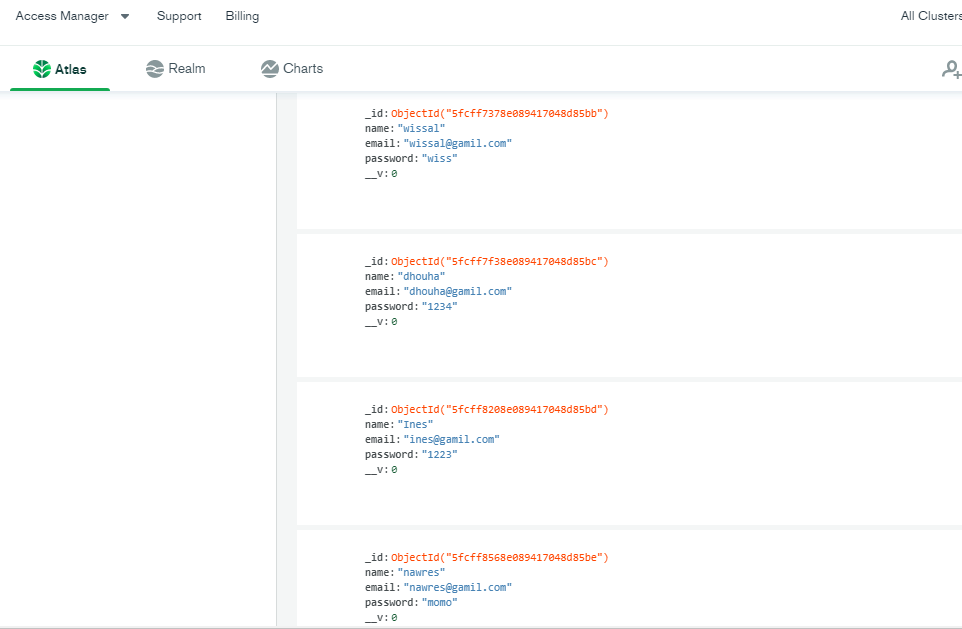 Access Manager Support Billing All Clusters
Atlas Realm Charts
_id: ObjectId("5fcff7378e089417048d85bb")
name: "wissal"
email: "wissal@gamil.com"
password: "wiss"
__v: 0
_id: ObjectId("5fcff7f38e089417048d85bc")
name: "dhouha"
email: "dhouha@gamil.com"
password: "1234"
__v: 0
_id: ObjectId("5fcff8208e089417048d85bd")
name: "Ines"
email: "ines@gamil.com"
password: "1223"
__v: 0
_id: ObjectId("5fcff8568e089417048d85be")
name: "nawres"
email: "nawres@gamil.com"
password: "momo"
__v: 0